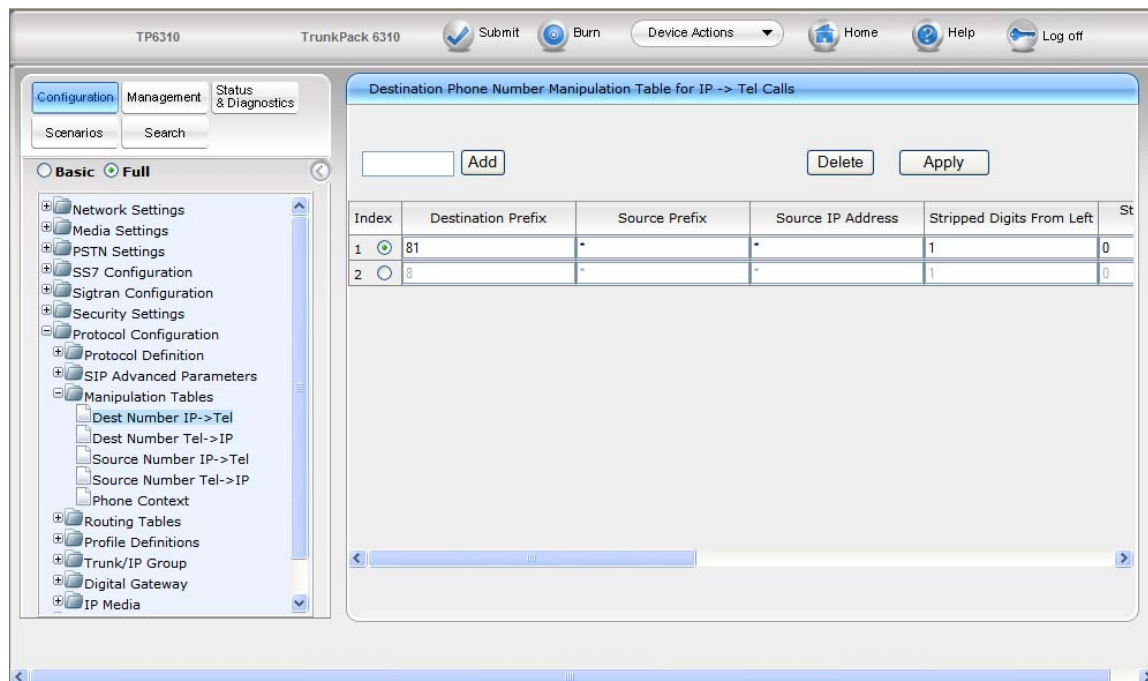 TP6310 TrunkPack 6310 Submit Burn Device Actions Home Help Log off
Configuration Management Status & Diagnostics
Scenarios Search
Basic Full
Network Settings
Media Settings
PSTN Settings
SS7 Configuration
Sigtran Configuration
Security Settings
Protocol Configuration
Protocol Definition
SIP Advanced Parameters
Manipulation Tables
Dest Number IP->Tel
Dest Number Tel->IP
Source Number IP->Tel
Source Number Tel->IP
Phone Context
Routing Tables
Profile Definitions
Trunk/IP Group
Digital Gateway
IP Media
Destination Phone Number Manipulation Table for IP -> Tel Calls
Add Delete Apply
Index Destination Prefix Source Prefix Source IP Address Stripped Digits From Left St
1 81 * * 1 0
2 8 * * 1 0